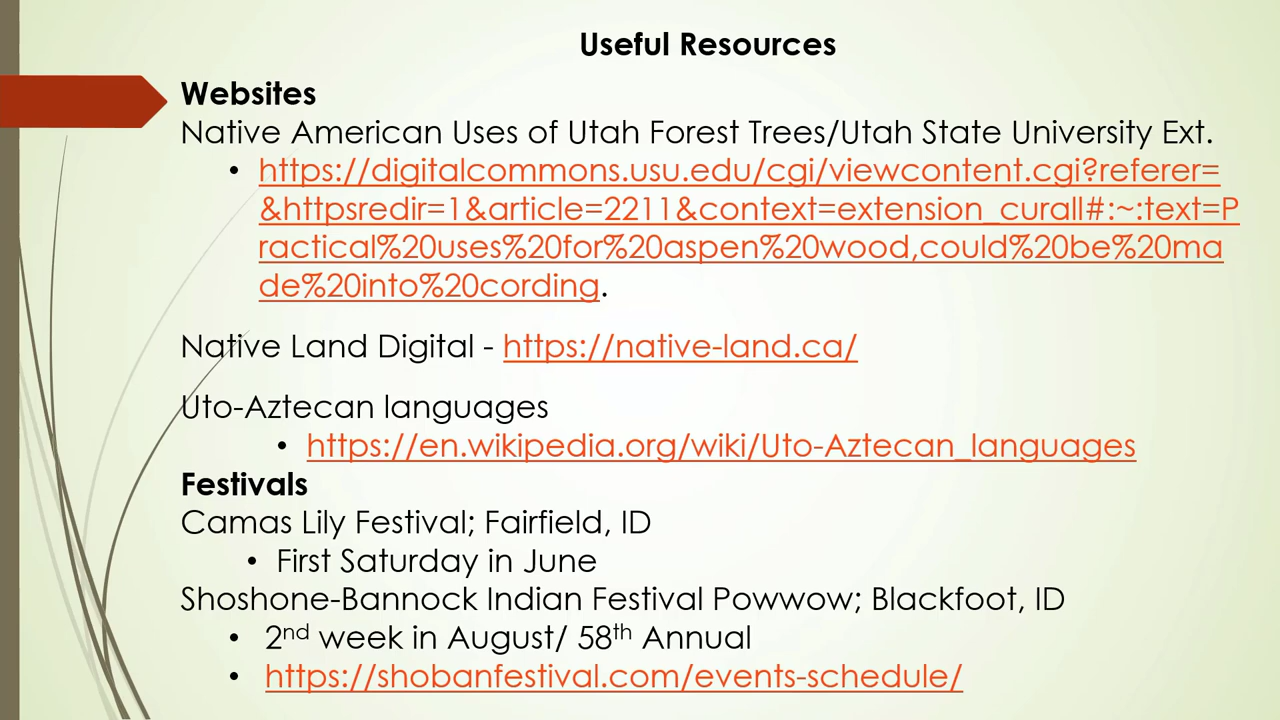 Useful Resources
Websites
Native American Uses of Utah Forest Trees/Utah State University Ext.
• https://digitalcommons.usu.edu/cgi/viewcontent.cgi?referer=
&httpsredir=1&article=2211&context=extension_curall#:~:text=P
ractical%20uses%20for%20aspen%20wood,could%20be%20ma
de%20into%20cording.
Native Land Digital - https://native-land.ca/
Uto-Aztecan languages
• https://en.wikipedia.org/wiki/Uto-Aztecan_languages
Festivals
Camas Lily Festival; Fairfield, ID
• First Saturday in June
Shoshone-Bannock Indian Festival Powwow; Blackfoot, ID
• 2nd week in August/ 58th Annual
• https://shobanfestival.com/events-schedule/